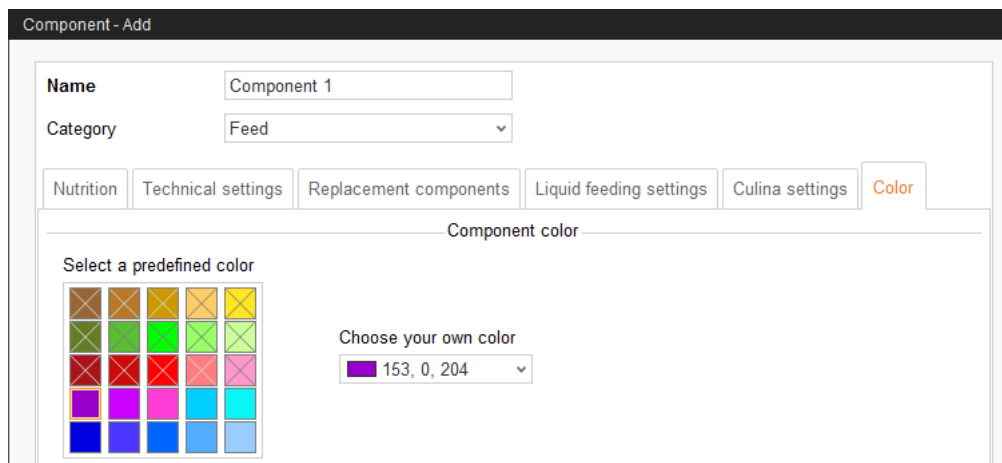 Component - Add
Name Component 1
Category Feed
Nutrition Technical settings Replacement components Liquid feeding settings Culina settings Color
Component color
Select a predefined color
Choose your own color
153, 0, 204